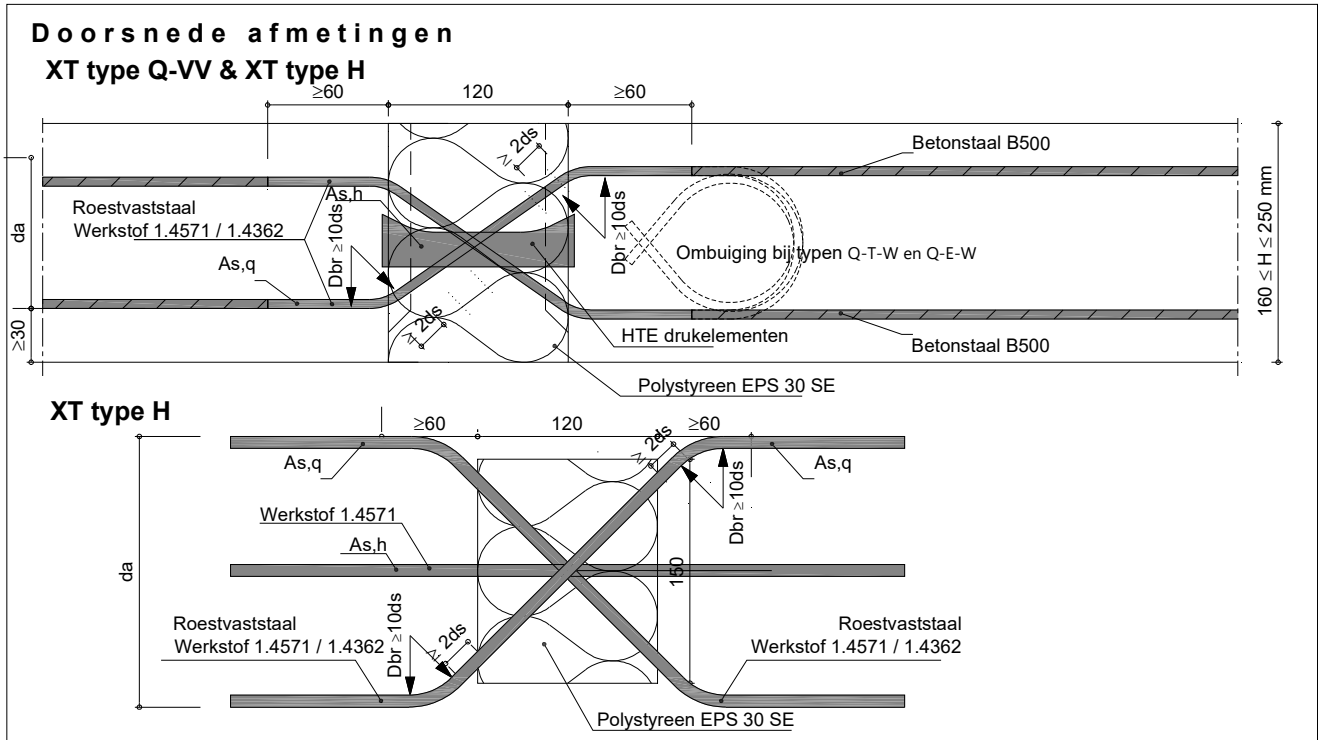 Doorsnede afmetingen
XT type Q-VV & XT type H
≥60
120
≥60
≥ 2ds
Betonstaal B500
As,h
Roestvaststaal
Werkstof 1.4571 / 1.4362
da
Dbr ≥10ds
Dbr ≥10ds
Ombuiging bij typen Q-T-W en Q-E-W
160 ≤ H ≤ 250 mm
As,q
≥30
≥ 2ds
HTE drukelementen
Betonstaal B500
Polystyreen EPS 30 SE
XT type H
≥60
120
≥60
≥ 2ds
As,q
As,q
Dbr ≥10ds
Werkstof 1.4571
As,h
da
150
Roestvaststaal
Werkstof 1.4571 / 1.4362
Dbr ≥10ds
≥ 2ds
Roestvaststaal
Werkstof 1.4571 / 1.4362
Polystyreen EPS 30 SE